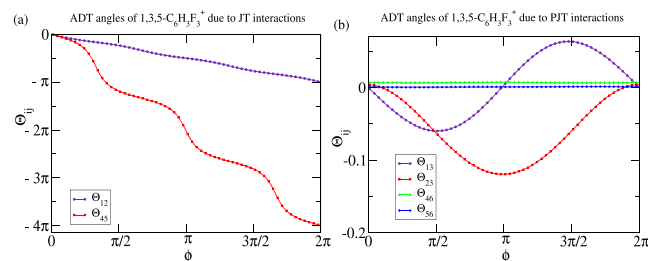 (a)
ADT angles of 1,3,5-C₆H₃F₃⁺ due to JT interactions
0
-π
-2π
-3π
-4π
Θᵢⱼ
Θ₁₂
Θ₄₅
0 π/2 π 3π/2 2π
ϕ
(b)
ADT angles of 1,3,5-C₆H₃F₃⁺ due to PJT interactions
0
-0.1
-0.2
Θᵢⱼ
Θ₁₃
Θ₂₃
Θ₄₆
Θ₅₆
0 π/2 π 3π/2 2π
ϕ